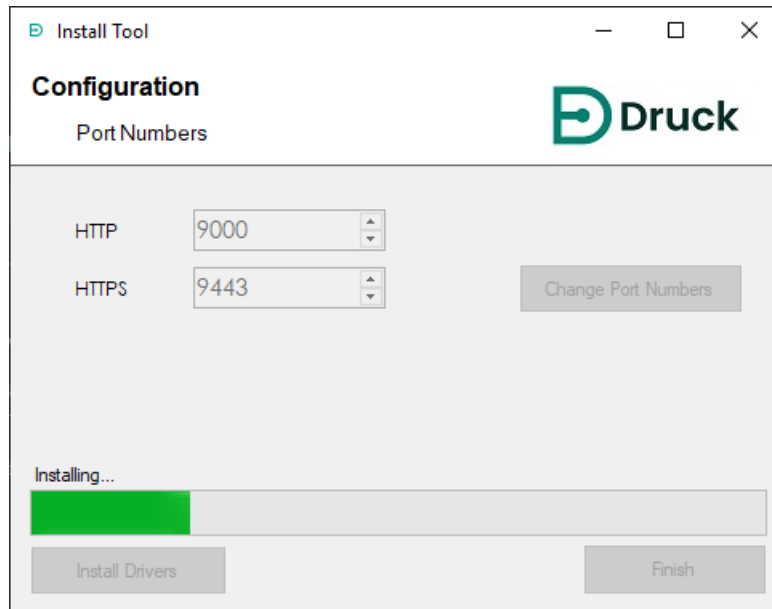 Install Tool
Configuration
Port Numbers
Druck
HTTP 9000
HTTPS 9443 Change Port Numbers
Installing...
Install Drivers Finish